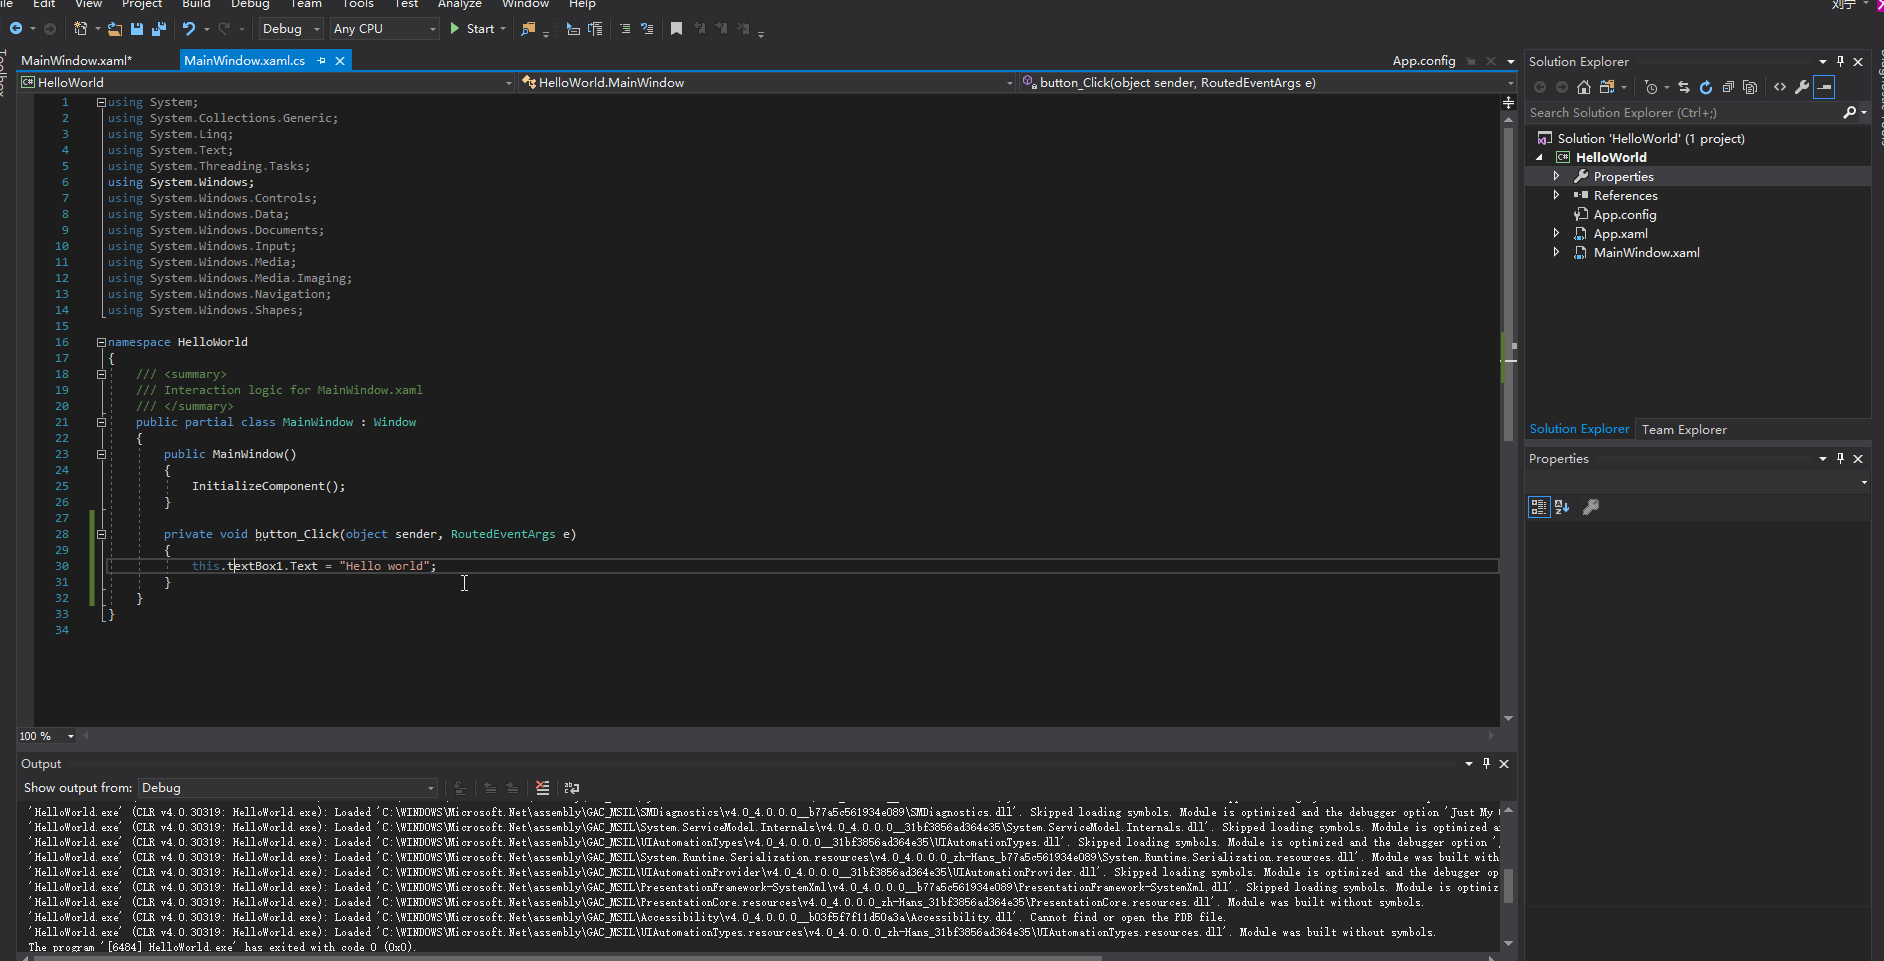 ile Edit View Project Build Debug Team Tools Test Analyze Window Help
Debug Any CPU Start
MainWindow.xaml* MainWindow.xaml.cs App.config
HelloWorld HelloWorld.MainWindow button_Click(object sender, RoutedEventArgs e)
1 using System;
2 using System.Collections.Generic;
3 using System.Linq;
4 using System.Text;
5 using System.Threading.Tasks;
6 using System.Windows;
7 using System.Windows.Controls;
8 using System.Windows.Data;
9 using System.Windows.Documents;
10 using System.Windows.Input;
11 using System.Windows.Media;
12 using System.Windows.Media.Imaging;
13 using System.Windows.Navigation;
14 using System.Windows.Shapes;
15
16 namespace HelloWorld
17 {
18 /// <summary>
19 /// Interaction logic for MainWindow.xaml
20 /// </summary>
21 public partial class MainWindow : Window
22 {
23 public MainWindow()
24 {
25 InitializeComponent();
26 }
27
28 private void button_Click(object sender, RoutedEventArgs e)
29 {
30 this.textBox1.Text = "Hello world";
31 }
32 }
33 }
34
100 %
Output
Show output from: Debug
'HelloWorld.exe' (CLR v4.0.30319: HelloWorld.exe): Loaded 'C:\WINDOWS\Microsoft.Net\assembly\GAC_MSIL\SMDiagnostics\v4.0_4.0.0.0__b77a5c561934e089\SMDiagnostics.dll'. Skipped loading symbols. Module is optimized and the debugger option 'Just My
'HelloWorld.exe' (CLR v4.0.30319: HelloWorld.exe): Loaded 'C:\WINDOWS\Microsoft.Net\assembly\GAC_MSIL\System.ServiceModel.Internals\v4.0_4.0.0.0__31bf3856ad364e35\System.ServiceModel.Internals.dll'. Skipped loading symbols. Module is optimized
'HelloWorld.exe' (CLR v4.0.30319: HelloWorld.exe): Loaded 'C:\WINDOWS\Microsoft.Net\assembly\GAC_MSIL\UIAutomationTypes\v4.0_4.0.0.0__31bf3856ad364e35\UIAutomationTypes.dll'. Skipped loading symbols. Module is optimized and the debugger option '
'HelloWorld.exe' (CLR v4.0.30319: HelloWorld.exe): Loaded 'C:\WINDOWS\Microsoft.Net\assembly\GAC_MSIL\System.Runtime.Serialization.resources\v4.0_4.0.0.0_zh-Hans_b77a5c561934e089\System.Runtime.Serialization.resources.dll'. Module was built with
'HelloWorld.exe' (CLR v4.0.30319: HelloWorld.exe): Loaded 'C:\WINDOWS\Microsoft.Net\assembly\GAC_MSIL\UIAutomationProvider\v4.0_4.0.0.0__31bf3856ad364e35\UIAutomationProvider.dll'. Skipped loading symbols. Module is optimized and the debugger op
'HelloWorld.exe' (CLR v4.0.30319: HelloWorld.exe): Loaded 'C:\WINDOWS\Microsoft.Net\assembly\GAC_MSIL\PresentationFramework-SystemXml\v4.0_4.0.0.0__b77a5c561934e089\PresentationFramework-SystemXml.dll'. Skipped loading symbols. Module is optimiz
'HelloWorld.exe' (CLR v4.0.30319: HelloWorld.exe): Loaded 'C:\WINDOWS\Microsoft.Net\assembly\GAC_MSIL\PresentationCore.resources\v4.0_4.0.0.0_zh-Hans_31bf3856ad364e35\PresentationCore.resources.dll'. Module was built without symbols.
'HelloWorld.exe' (CLR v4.0.30319: HelloWorld.exe): Loaded 'C:\WINDOWS\Microsoft.Net\assembly\GAC_MSIL\Accessibility\v4.0_4.0.0.0__b03f5f7f11d50a3a\Accessibility.dll'. Cannot find or open the PDB file.
'HelloWorld.exe' (CLR v4.0.30319: HelloWorld.exe): Loaded 'C:\WINDOWS\Microsoft.Net\assembly\GAC_MSIL\UIAutomationTypes.resources\v4.0_4.0.0.0_zh-Hans_31bf3856ad364e35\UIAutomationTypes.resources.dll'. Module was built without symbols.
The program '[6484] HelloWorld.exe' has exited with code 0 (0x0).
Solution Explorer
Search Solution Explorer (Ctrl+;)
Solution 'HelloWorld' (1 project)
HelloWorld
Properties
References
App.config
App.xaml
MainWindow.xaml
Solution Explorer Team Explorer
Properties